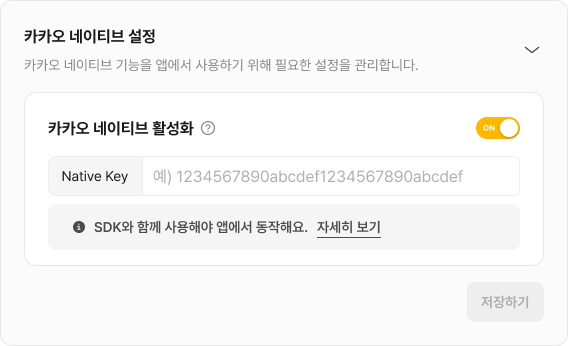 카카오 네이티브 설정
카카오 네이티브 기능을 앱에서 사용하기 위해 필요한 설정을 관리합니다.
카카오 네이티브 활성화 ?
ON
Native Key
예) 1234567890abcdef1234567890abcdef
SDK와 함께 사용해야 앱에서 동작해요. 자세히 보기
저장하기